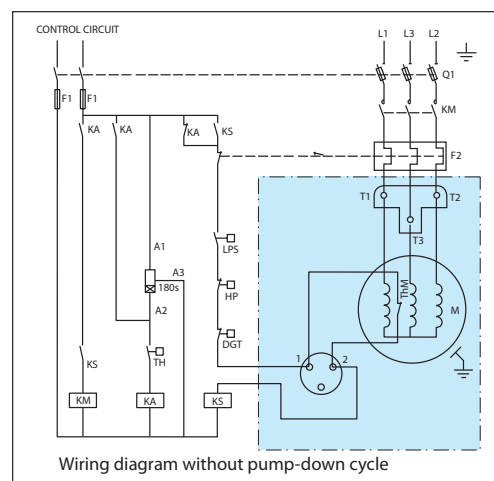 CONTROL CIRCUIT
L1 L3 L2
Q1
F1 F1
KM
KA KA KA KS
F2
T1 T2
T3
A1
LPS
A3
180s
HP
ThM
M
A2
DGT
TH
1 2
KS
KM KA KS
Wiring diagram without pump-down cycle